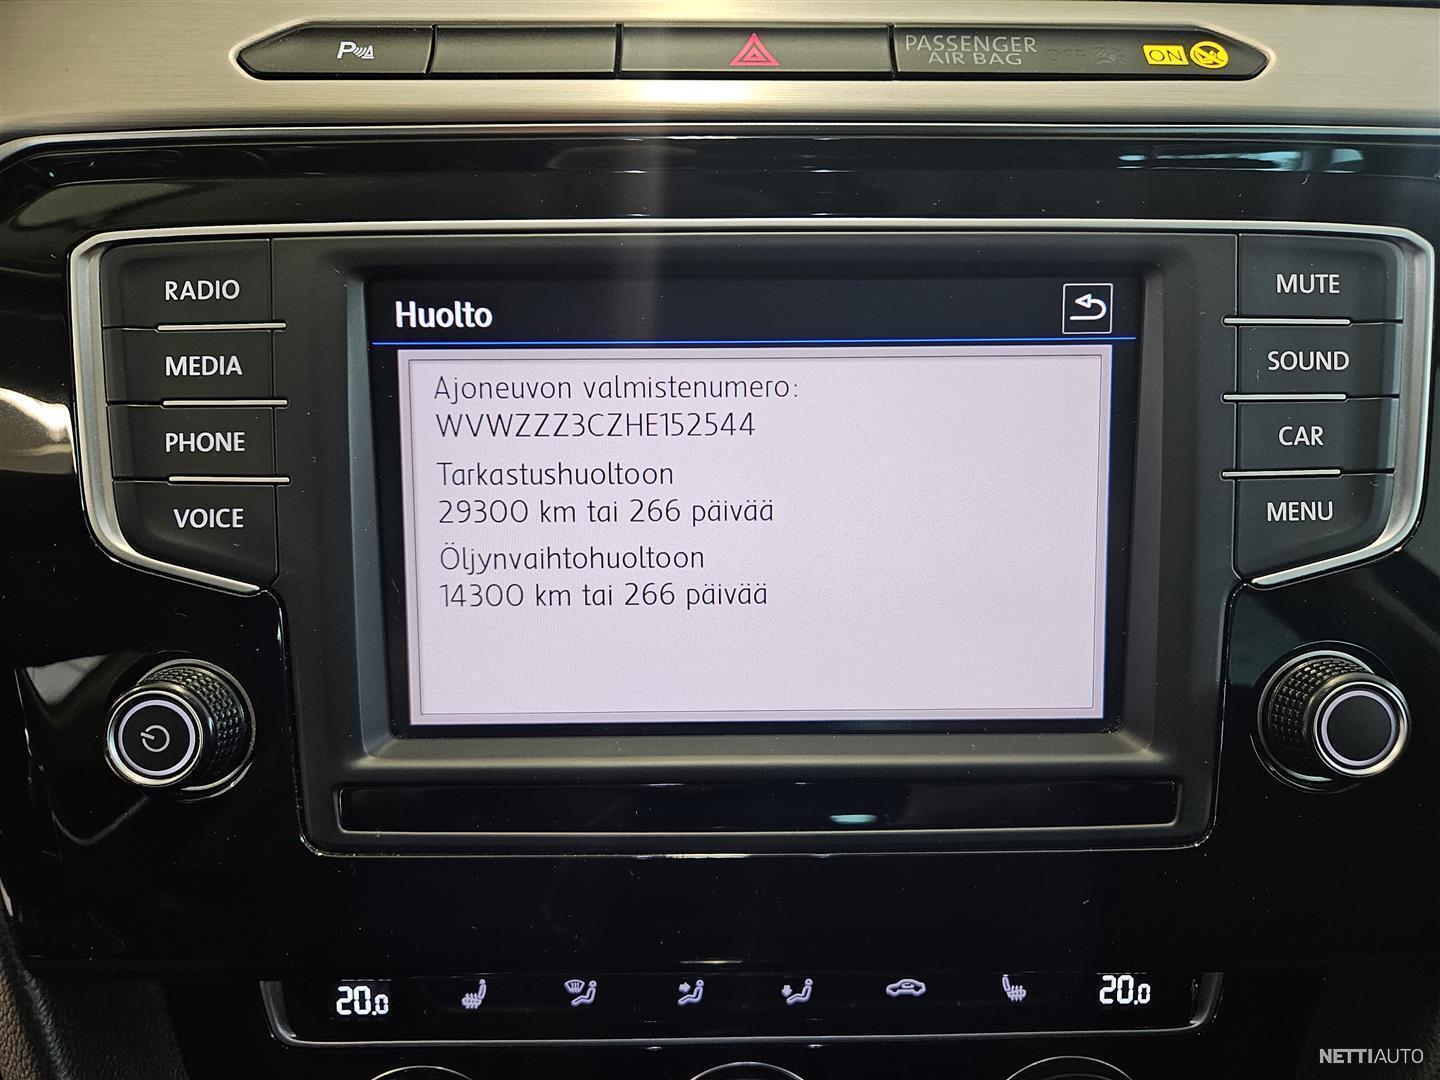 P
PASSENGER
AIR BAG
ON
RADIO
MEDIA
PHONE
VOICE
Huolto
Ajoneuvon valmistenumero:
WVWZZZ3CZHE152544
Tarkastushuoltoon
29300 km tai 266 päivää
Öljynvaihtohuoltoon
14300 km tai 266 päivää
MUTE
SOUND
CAR
MENU
20.0
20.0
NETTIAUTO